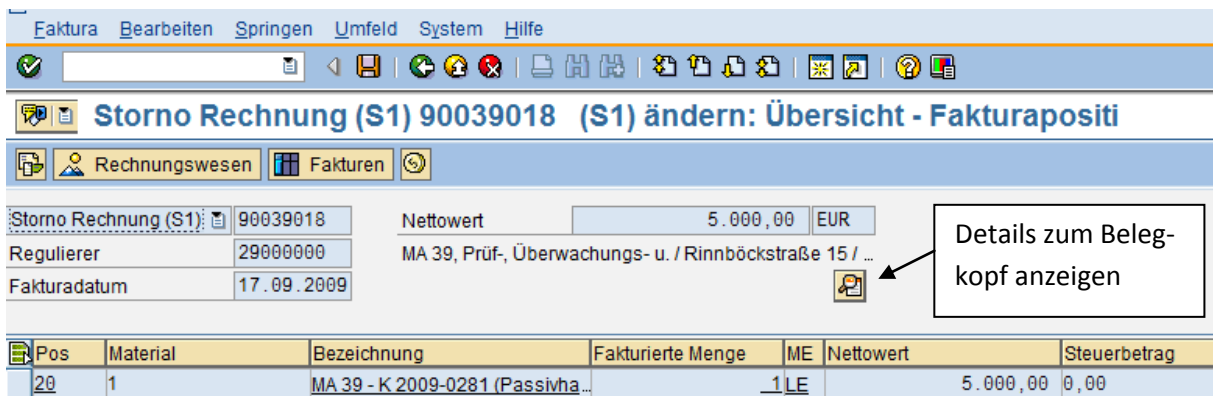 Faktura Bearbeiten Springen Umfeld System Hilfe
Storno Rechnung (S1) 90039018 (S1) ändern: Übersicht - Fakturapositi
Rechnungswesen Fakturen
Storno Rechnung (S1) 90039018 Nettowert 5.000,00 EUR
Regulierer 29000000 MA 39, Prüf-, Überwachungs- u. / Rinnböckstraße 15 / ...
Fakturadatum 17.09.2009
Details zum Beleg-
kopf anzeigen
Pos Material Bezeichnung Fakturierte Menge ME Nettowert Steuerbetrag
20 1 MA 39 - K 2009-0281 (Passivha... 1 LE 5.000,00 0,00